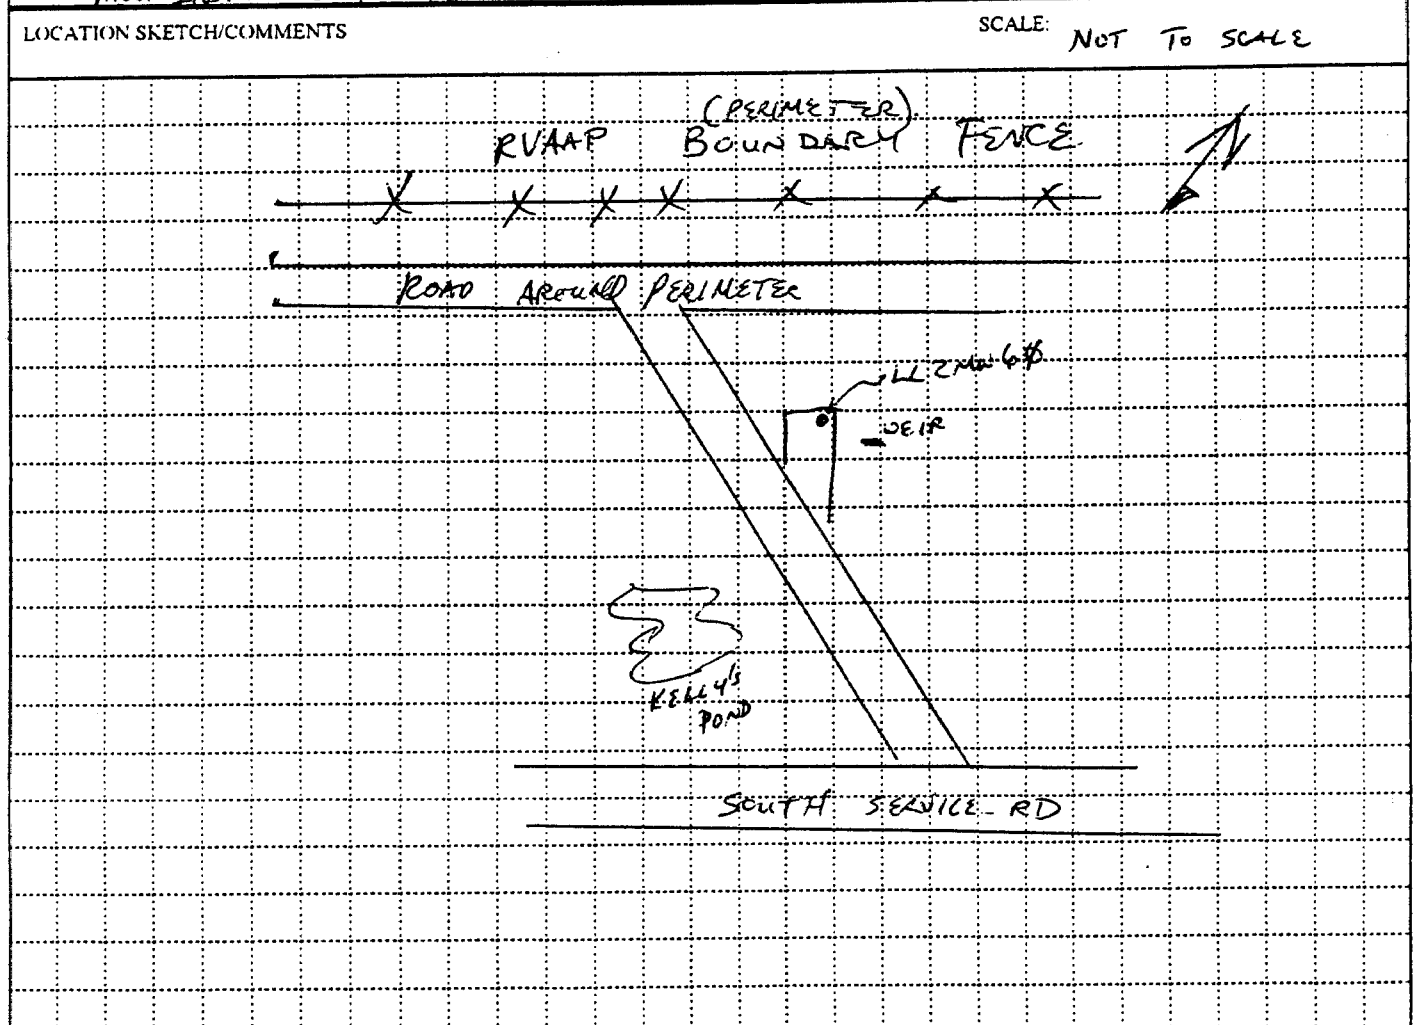 LOCATION SKETCH/COMMENTS
SCALE: NOT TO SCALE
(PERIMETER)
RVAAP BOUNDARY FENCE
N
ROAD AROUND PERIMETER
WEIR
KELLY'S
POND
SOUTH SERVICE RD